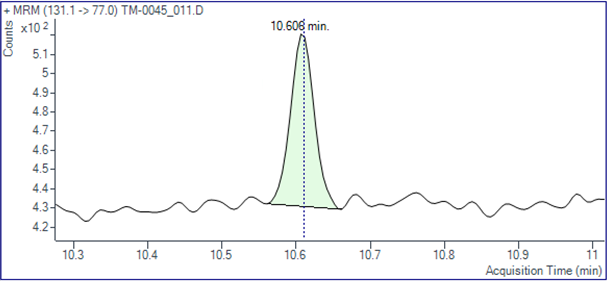 + MRM (131.1 -> 77.0) TM-0045_011.D
Counts
x10 2
10.606 min.
5.1
5
4.9
4.8
4.7
4.6
4.5
4.4
4.3
4.2
10.3 10.4 10.5 10.6 10.7 10.8 10.9 11
Acquisition Time (min)